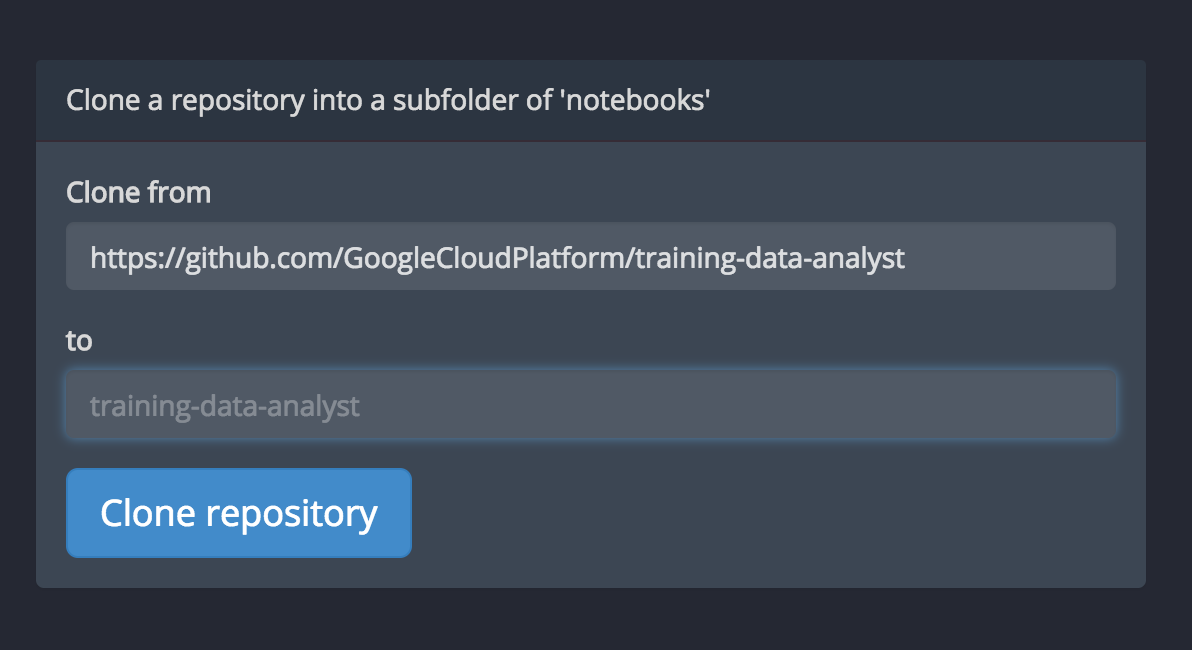 Clone a repository into a subfolder of 'notebooks'
Clone from
https://github.com/GoogleCloudPlatform/training-data-analyst
to
training-data-analyst
Clone repository